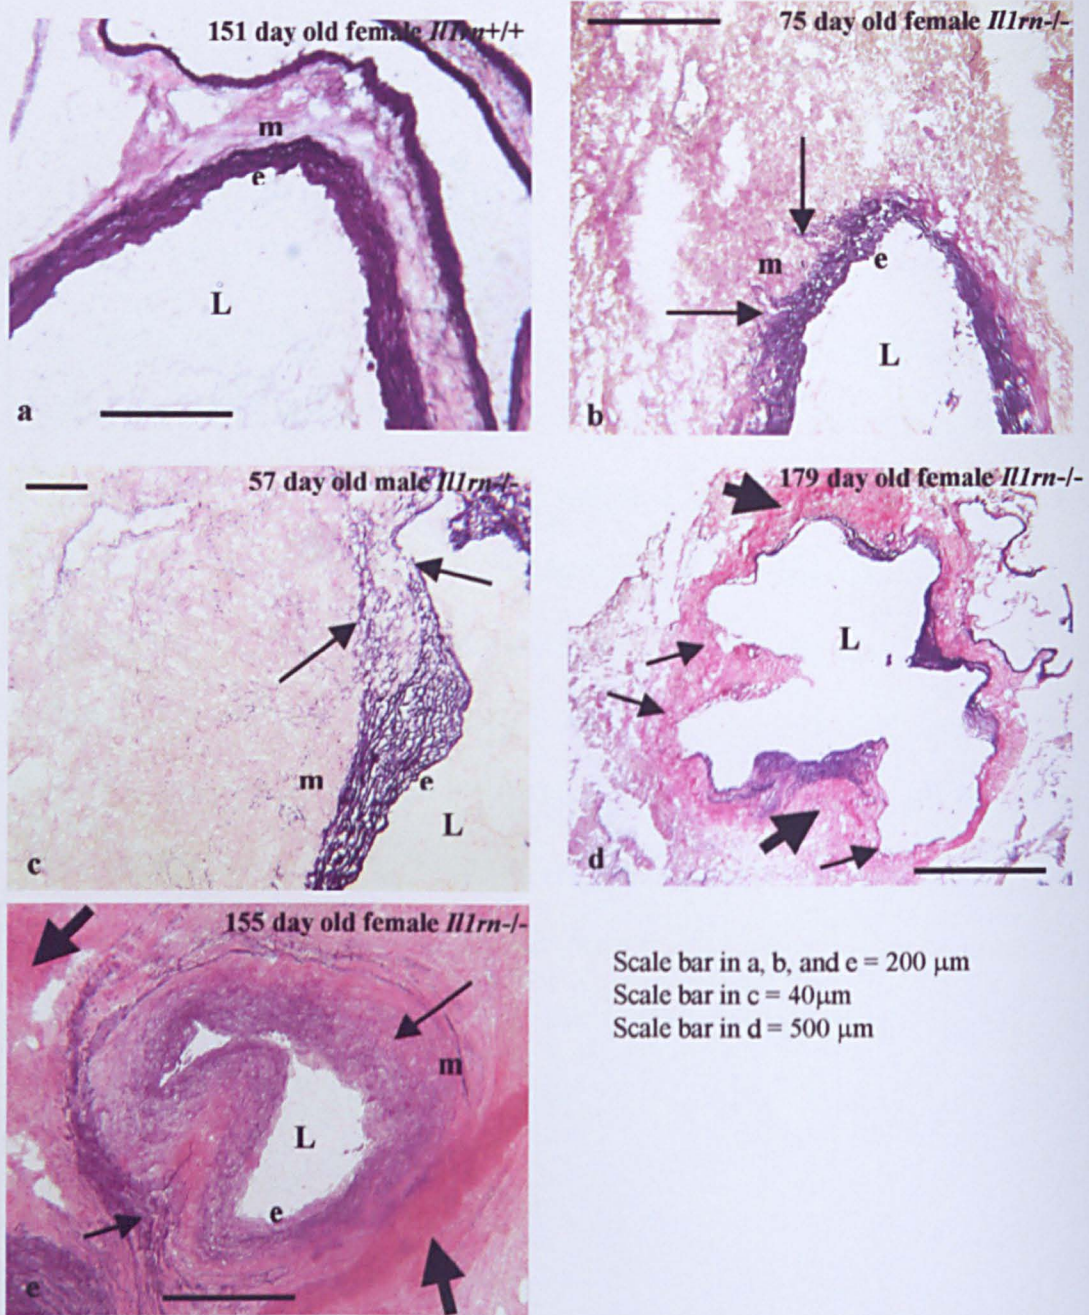 151 day old female Il1rn+/+
m
e
L
a
75 day old female Il1rn-/-
m
e
L
b
57 day old male Il1rn-/-
m
e
L
c
179 day old female Il1rn-/-
L
d
155 day old female Il1rn-/-
m
L
e
e
Scale bar in a, b, and e = 200 µm
Scale bar in c = 40µm
Scale bar in d = 500 µm